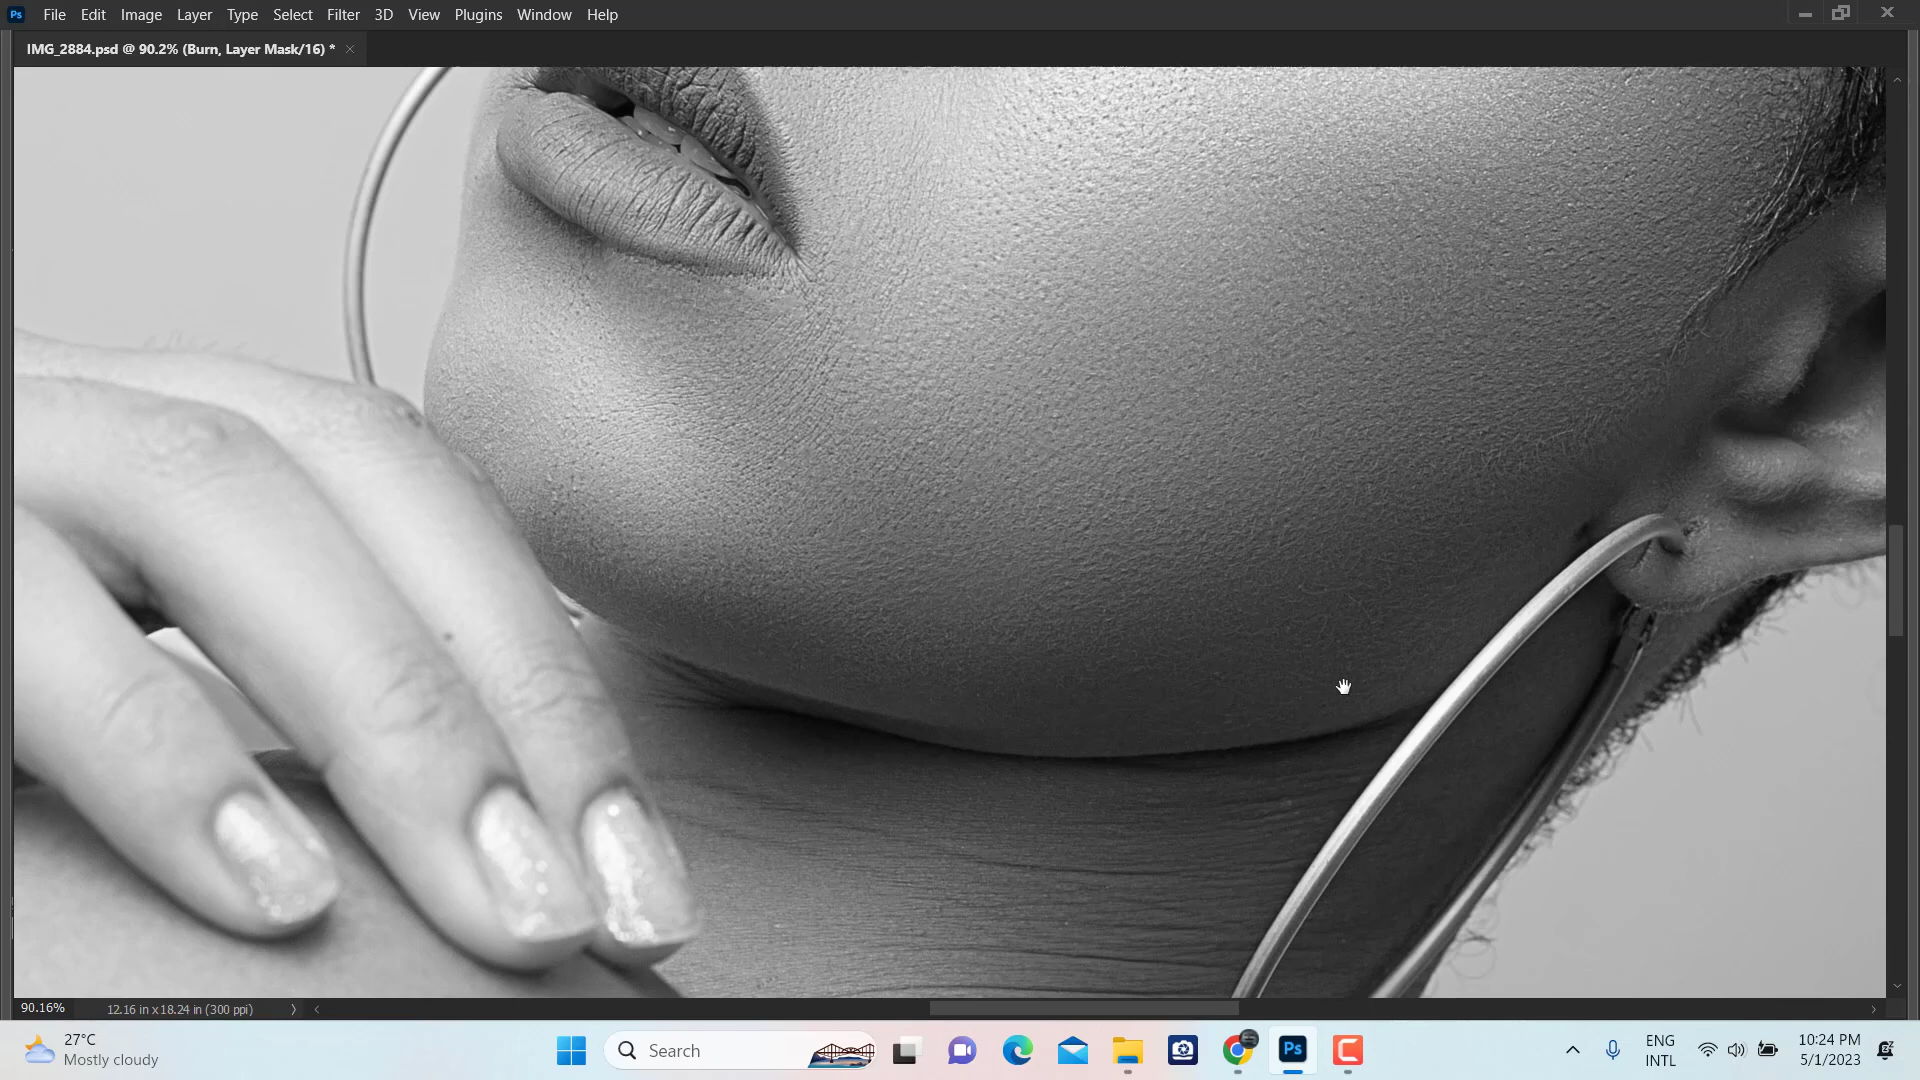 Ps File Edit Image Layer Type Select Filter 3D View Plugins Window Help
IMG_2884.psd @ 90.2% (Burn, Layer Mask/16) *
90.16% 12.16 in x 18.24 in (300 ppi)
27°C
Mostly cloudy
Search
Ps
ENG
INTL
10:24 PM
5/1/2023